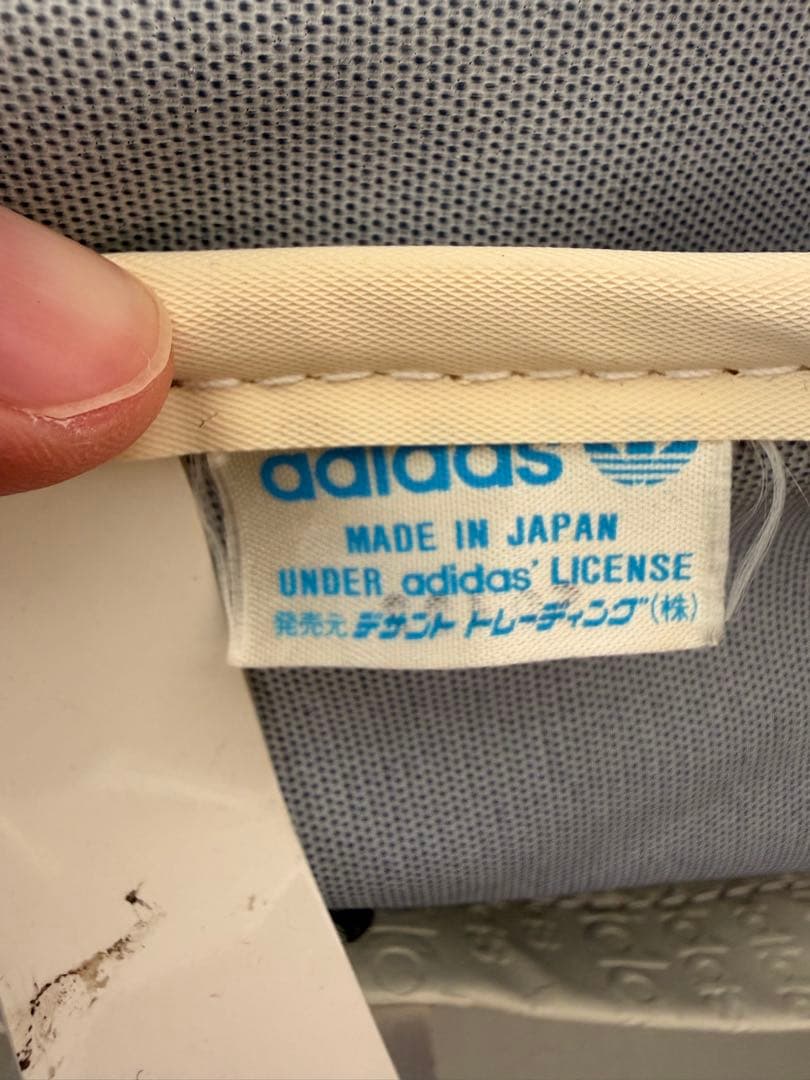 adidas
MADE IN JAPAN
UNDER adidas LICENSE
発売元 デサント トレーディング(株)